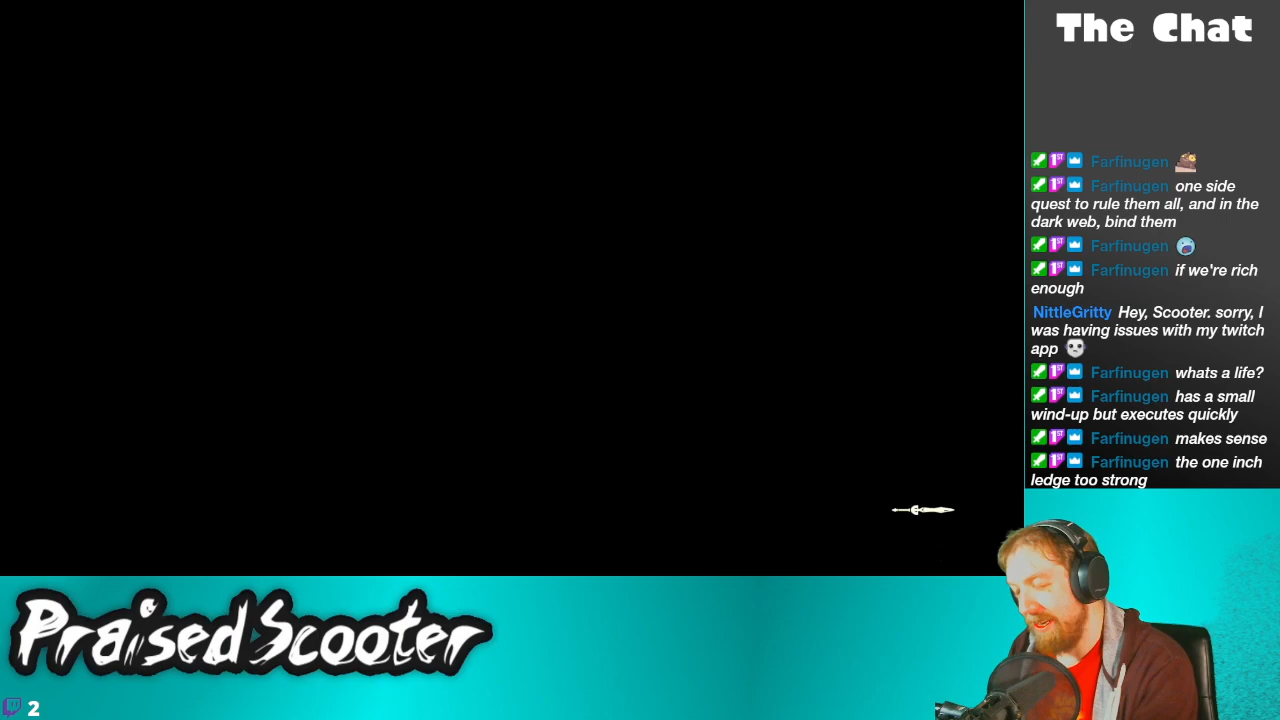 The Chat
Farfinugen
Farfinugen one side
quest to rule them all, and in the
dark web, bind them
Farfinugen
Farfinugen if we're rich
enough
NittleGritty Hey, Scooter. sorry, I
was having issues with my twitch
app
Farfinugen whats a life?
Farfinugen has a small
wind-up but executes quickly
Farfinugen makes sense
Farfinugen the one inch
ledge too strong
PraisedScooter
2